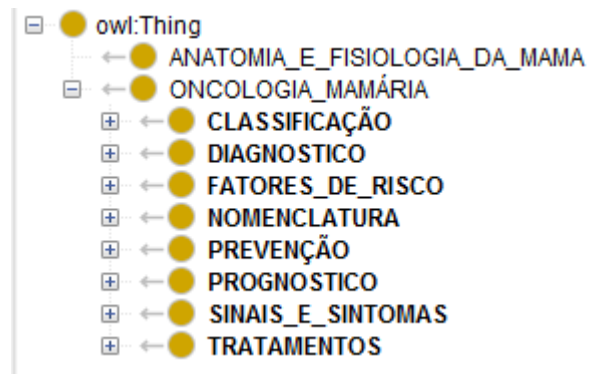 owl:Thing
ANATOMIA_E_FISIOLOGIA_DA_MAMA
ONCOLOGIA_MAMÁRIA
CLASSIFICAÇÃO
DIAGNOSTICO
FATORES_DE_RISCO
NOMENCLATURA
PREVENÇÃO
PROGNOSTICO
SINAIS_E_SINTOMAS
TRATAMENTOS